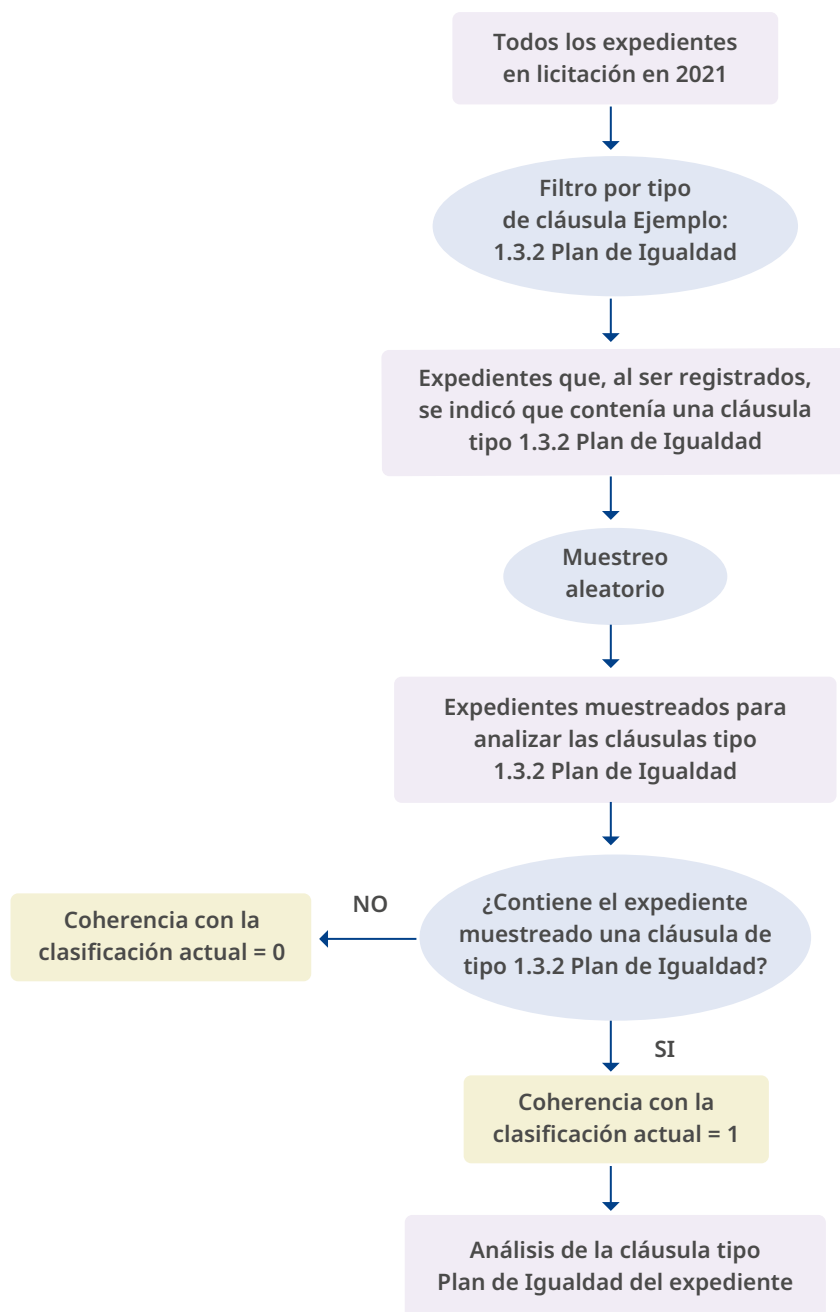 Todos los expedientes
en licitación en 2021
Filtro por tipo
de cláusula Ejemplo:
1.3.2 Plan de Igualdad
Expedientes que, al ser registrados,
se indicó que contenía una cláusula
tipo 1.3.2 Plan de Igualdad
Muestreo
aleatorio
Expedientes muestreados para
analizar las cláusulas tipo
1.3.2 Plan de Igualdad
¿Contiene el expediente
muestreado una cláusula de
tipo 1.3.2 Plan de Igualdad?
NO
Coherencia con la
clasificación actual = 0
SI
Coherencia con la
clasificación actual = 1
Análisis de la cláusula tipo
Plan de Igualdad del expediente